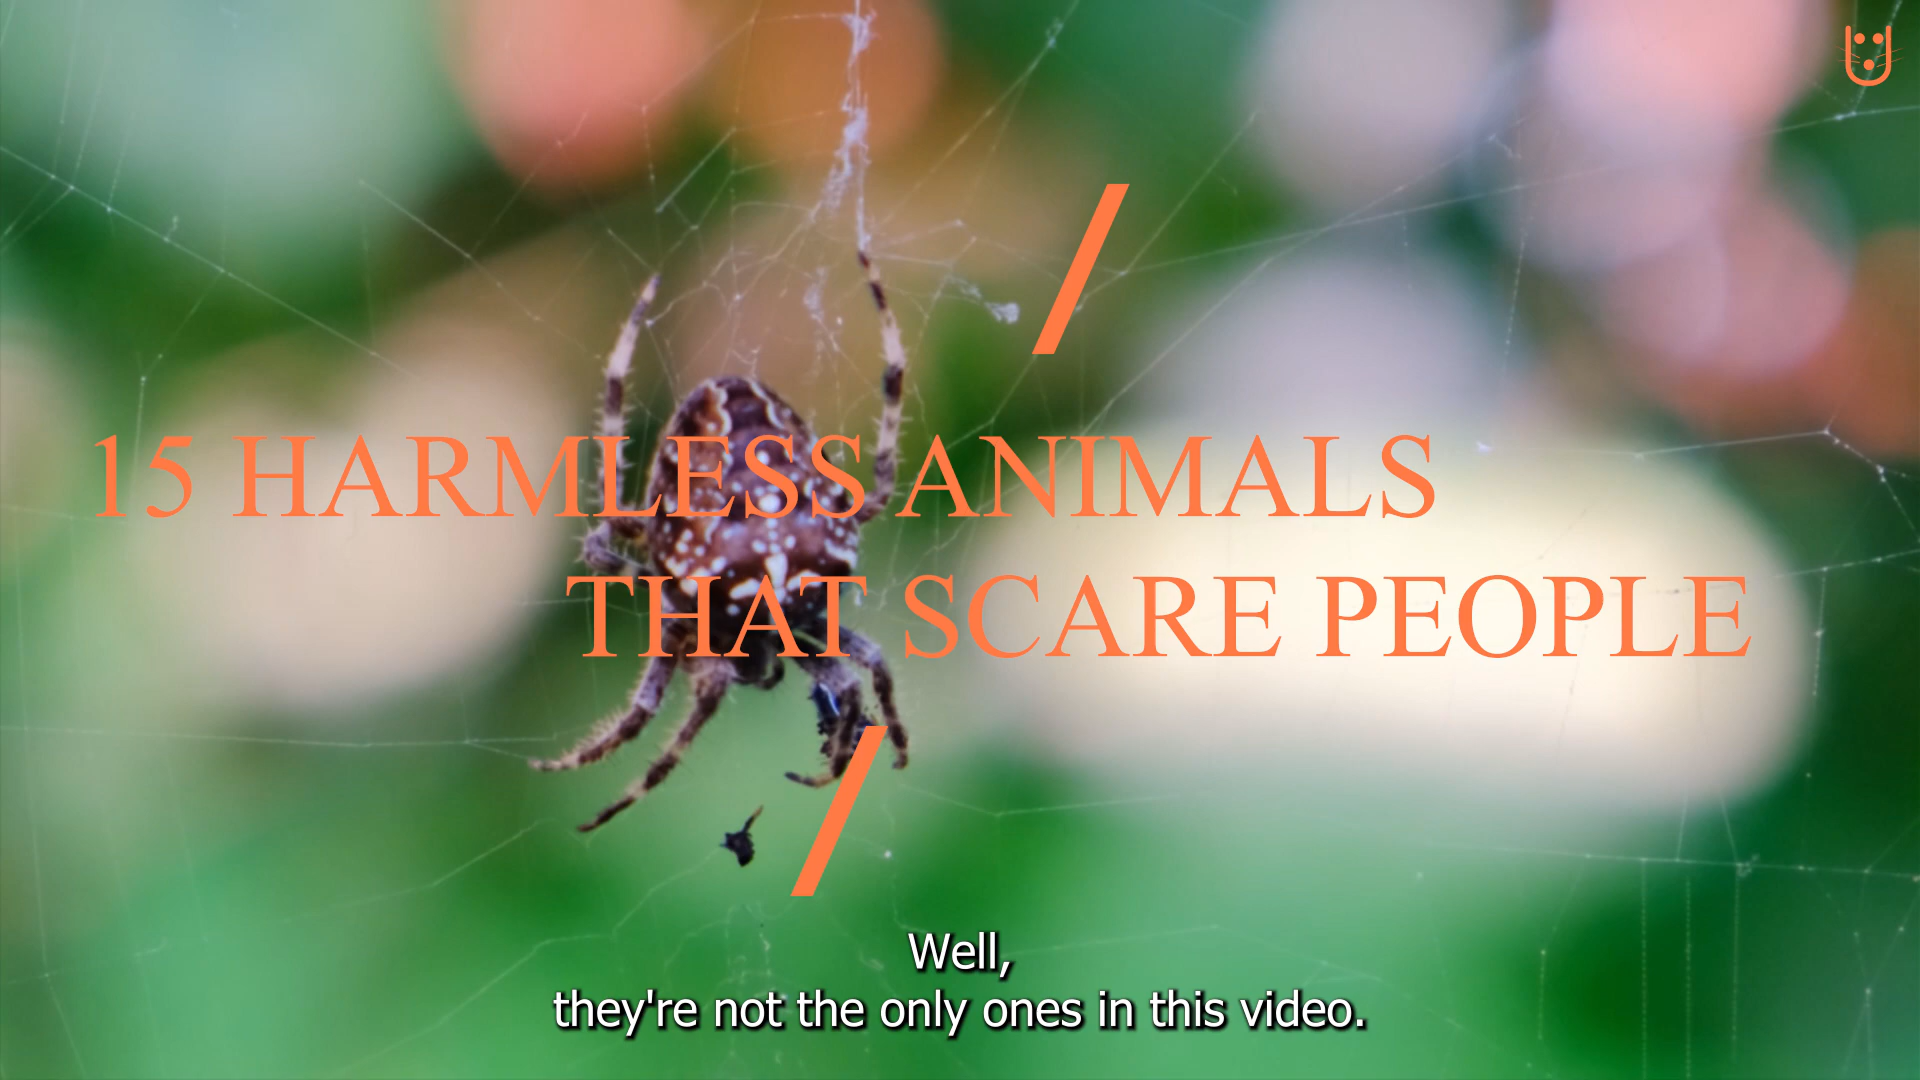 15 HARMLESS ANIMALS
THAT SCARE PEOPLE
Well,
they're not the only ones in this video.